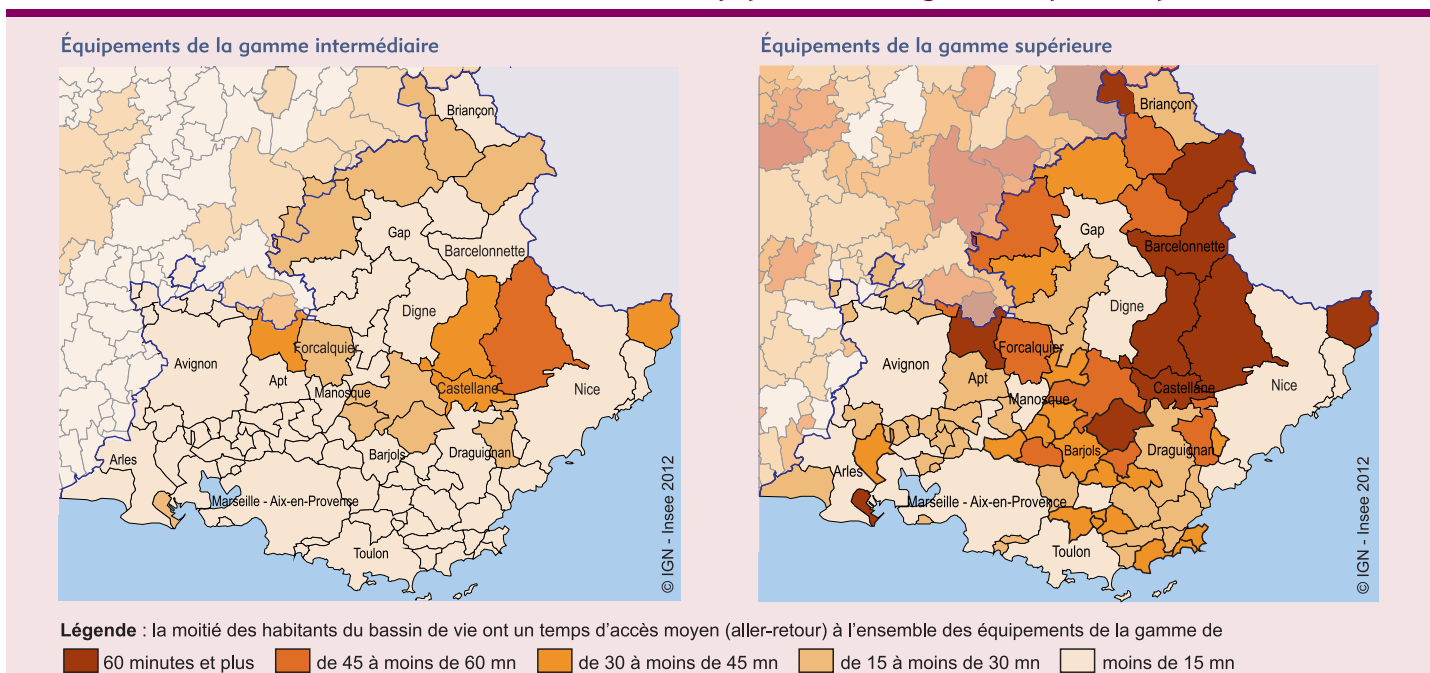 Équipements de la gamme intermédiaire
Briançon
Gap
Barcelonnette
Digne
Forcalquier
Avignon
Apt
Castellane
Manosque
Nice
Barjols
Draguignan
Arles
Marseille - Aix-en-Provence
Toulon
© IGN - Insee 2012
Équipements de la gamme supérieure
Briançon
Gap
Barcelonnette
Digne
Forcalquier
Avignon
Apt
Castellane
Manosque
Nice
Barjols
Draguignan
Arles
Marseille - Aix-en-Provence
Toulon
© IGN - Insee 2012
Légende : la moitié des habitants du bassin de vie ont un temps d'accès moyen (aller-retour) à l'ensemble des équipements de la gamme de
60 minutes et plus de 45 à moins de 60 mn de 30 à moins de 45 mn de 15 à moins de 30 mn moins de 15 mn